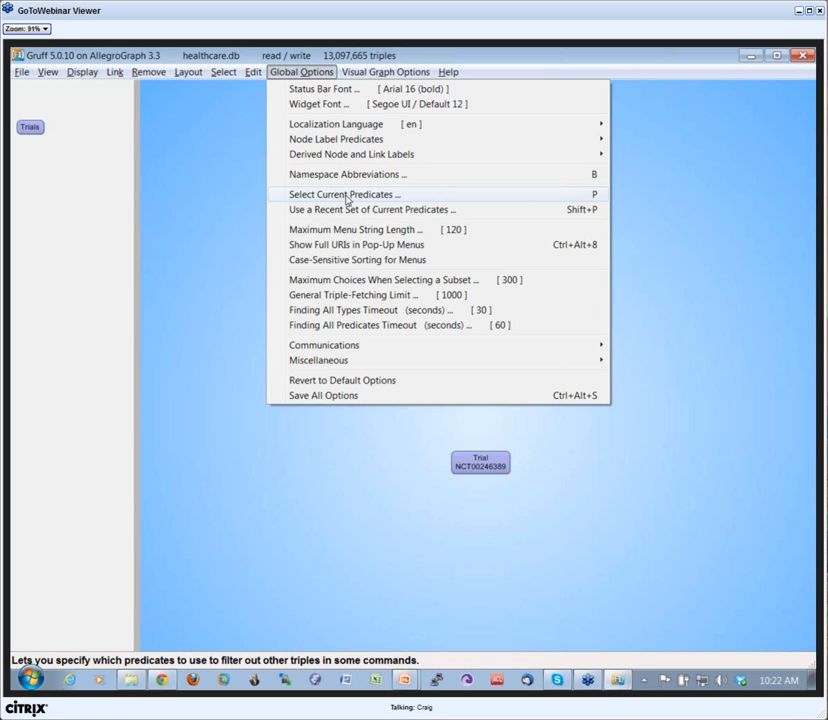 GoToWebinar Viewer
Zoom: 91%
Gruff 5.0.10 on AllegroGraph 3.3 healthcare.db read / write 13,097,665 triples
File View Display Link Remove Layout Select Edit Global Options Visual Graph Options Help
Status Bar Font ... [ Arial 16 (bold) ]
Widget Font ... [ Segoe UI / Default 12 ]
Trials
Localization Language [ en ]
Node Label Predicates
Derived Node and Link Labels
Namespace Abbreviations ... B
Select Current Predicates ... P
Use a Recent Set of Current Predicates ... Shift+P
Maximum Menu String Length ... [ 120 ]
Show Full URIs in Pop-Up Menus Ctrl+Alt+8
Case-Sensitive Sorting for Menus
Maximum Choices When Selecting a Subset ... [ 300 ]
General Triple-Fetching Limit ... [ 1000 ]
Finding All Types Timeout (seconds) ... [ 30 ]
Finding All Predicates Timeout (seconds) ... [ 60 ]
Communications
Miscellaneous
Revert to Default Options
Save All Options Ctrl+Alt+S
Trial
NCT00246389
Lets you specify which predicates to use to filter out other triples in some commands.
10:22 AM
CITRIX
Talking: Craig